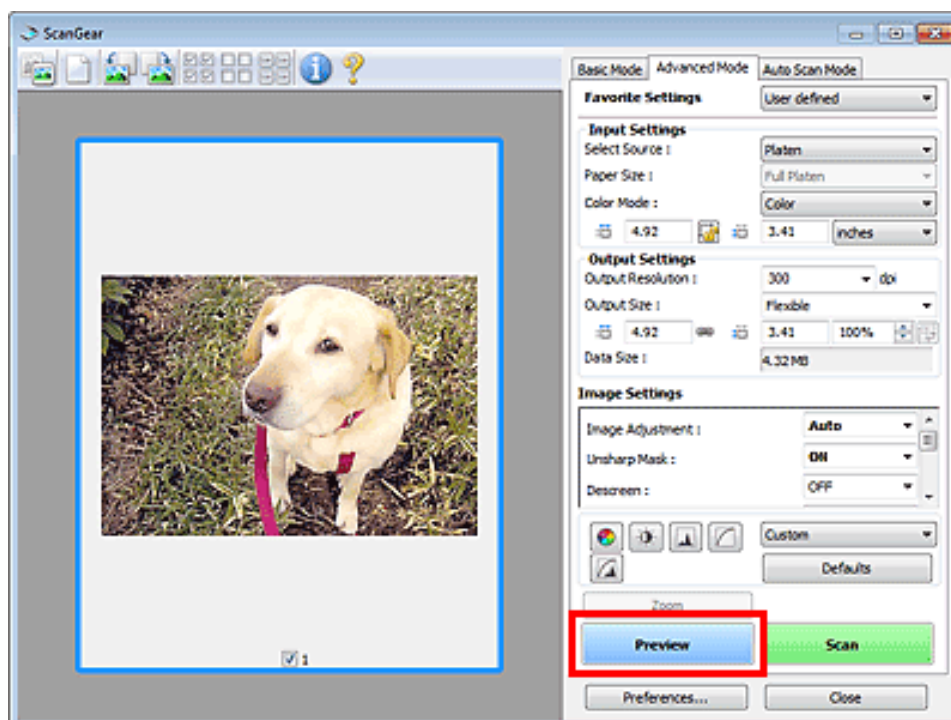 ScanGear
Basic Mode Advanced Mode Auto Scan Mode
Favorite Settings User defined
Input Settings
Select Source : Platen
Paper Size : Full Platen
Color Mode : Color
4.92 3.41 inches
Output Settings
Output Resolution : 300 dpi
Output Size : Flexible
4.92 3.41 100%
Data Size : 4.32 MB
Image Settings
Image Adjustment : Auto
Unsharp Mask : ON
Descreen : OFF
Custom
Defaults
Zoom
Preview Scan
1
Preferences... Close